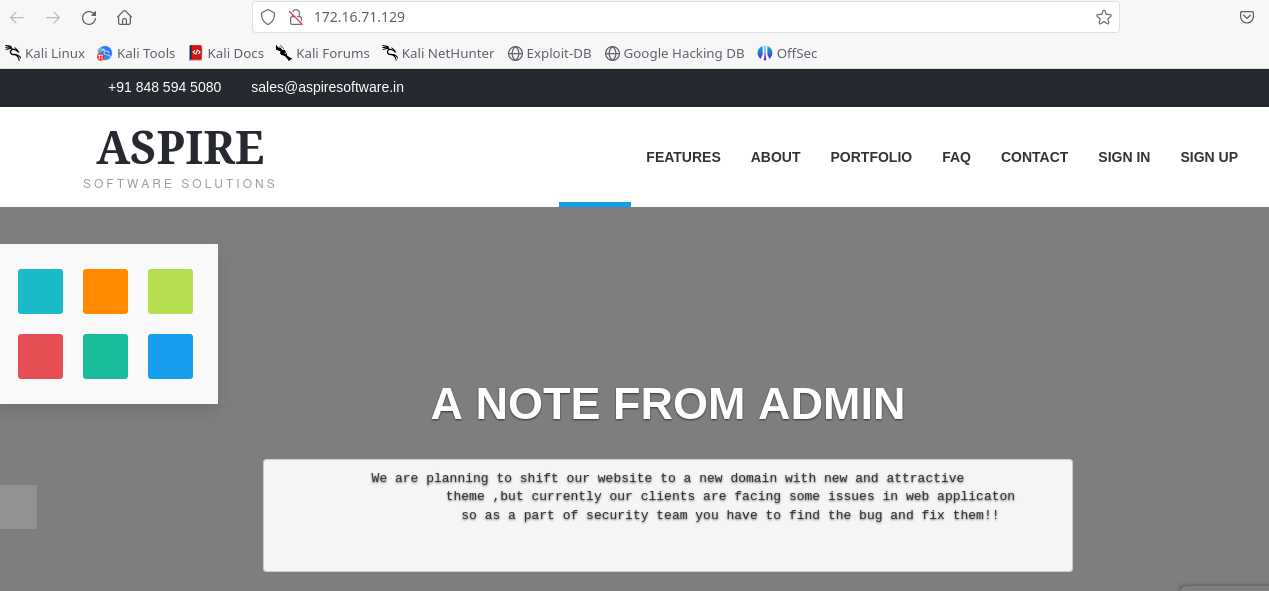 172.16.71.129
Kali Linux Kali Tools Kali Docs Kali Forums Kali NetHunter Exploit-DB Google Hacking DB OffSec
+91 848 594 5080 sales@aspiresoftware.in
ASPIRE
SOFTWARE SOLUTIONS
FEATURES ABOUT PORTFOLIO FAQ CONTACT SIGN IN SIGN UP
A NOTE FROM ADMIN
We are planning to shift our website to a new domain with new and attractive
theme ,but currently our clients are facing some issues in web applicaton
so as a part of security team you have to find the bug and fix them!!